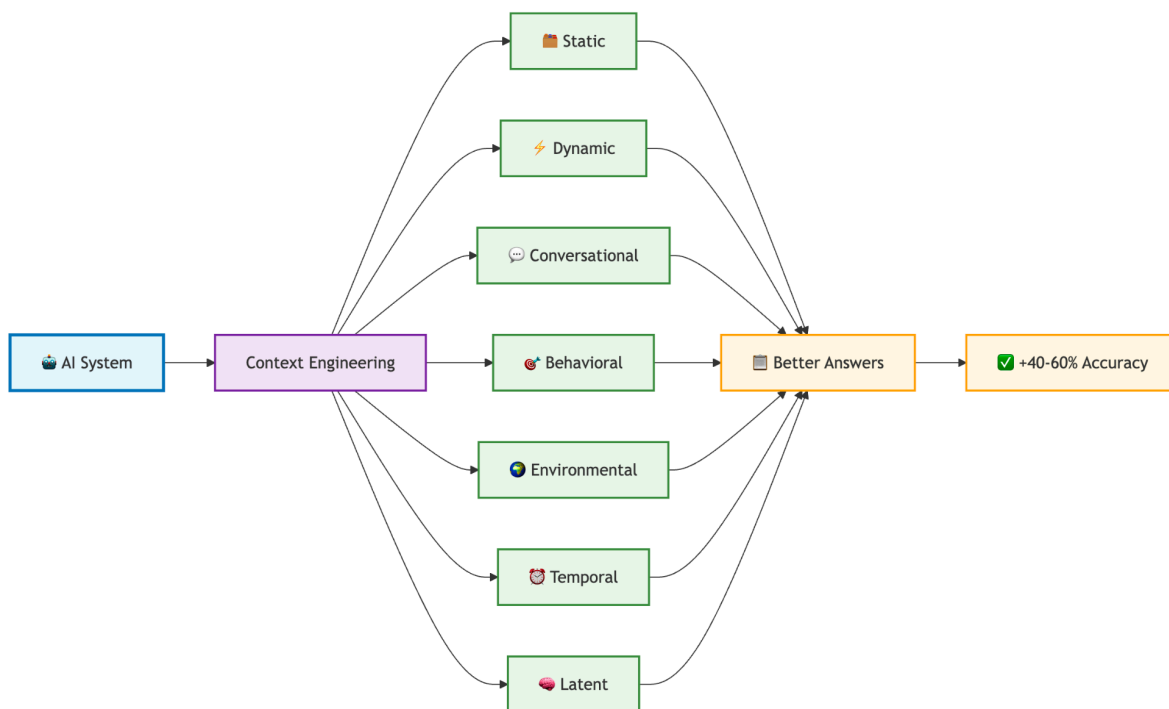 🤖 AI System
Context Engineering
🗂️ Static
⚡ Dynamic
💬 Conversational
🎯 Behavioral
🌍 Environmental
⏰ Temporal
🧠 Latent
📋 Better Answers
✅ +40-60% Accuracy